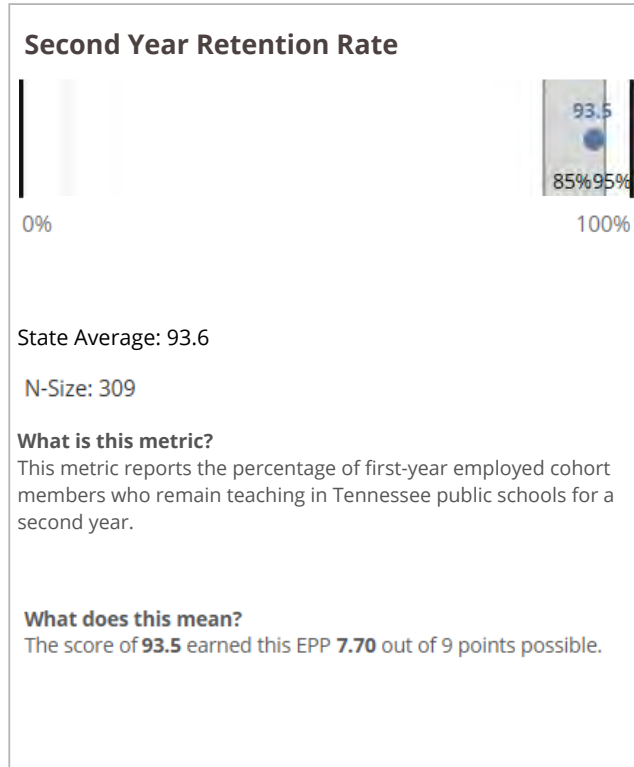 Second Year Retention Rate
93.5
85%95%
0% 100%
State Average: 93.6
N-Size: 309
What is this metric?
This metric reports the percentage of first-year employed cohort
members who remain teaching in Tennessee public schools for a
second year.
What does this mean?
The score of 93.5 earned this EPP 7.70 out of 9 points possible.